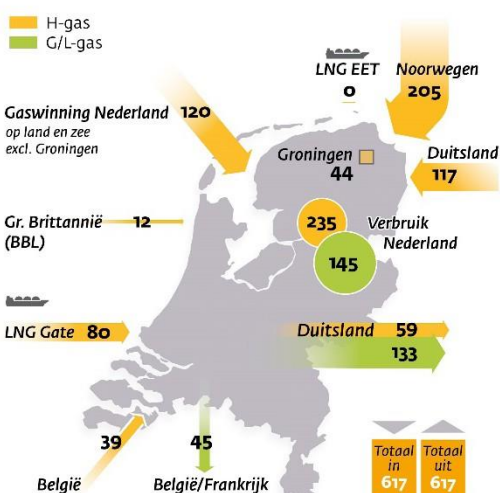 H-gas
G/L-gas
LNG EET
0
Noorwegen
205
Gaswinning Nederland 120
op land en zee
excl. Groningen
Groningen
44
Duitsland
117
Gr. Brittannië 12
(BBL)
235
Verbruik
Nederland
145
LNG Gate 80
Duitsland 59
133
39
België
45
België/Frankrijk
Totaal
in
617
Totaal
uit
617